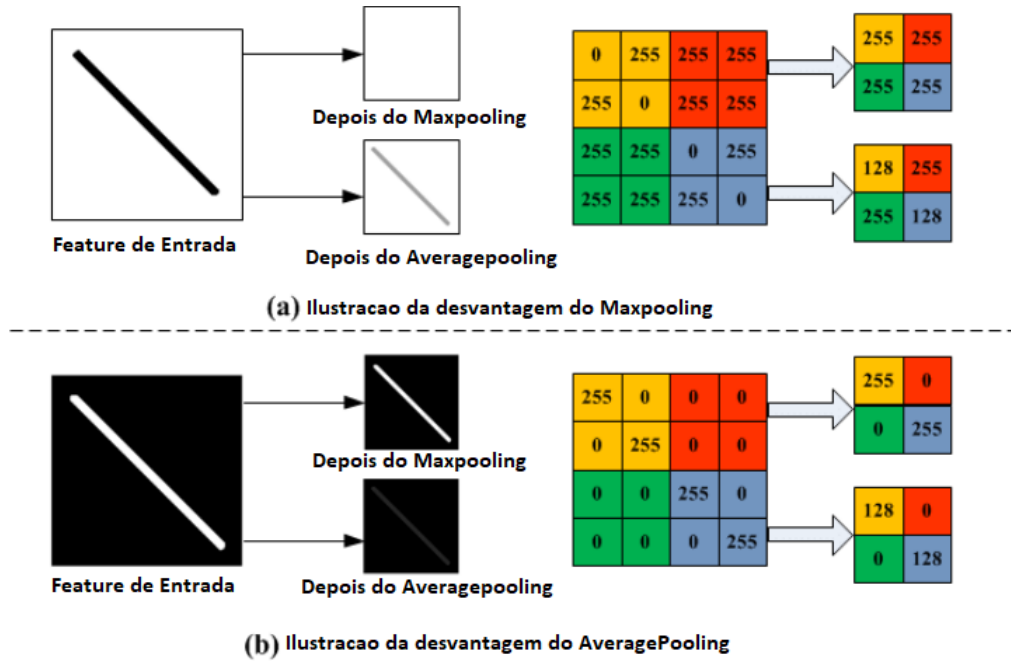 Depois do Maxpooling
Feature de Entrada
Depois do Averagepooling
0 255 255 255
255 0 255 255
255 255 0 255
255 255 255 0
255 255
255 255
128 255
255 128
(a) Ilustracao da desvantagem do Maxpooling
Depois do Maxpooling
Feature de Entrada
Depois do Averagepooling
255 0 0 0
0 255 0 0
0 0 255 0
0 0 0 255
255 0
0 255
128 0
0 128
(b) Ilustracao da desvantagem do AveragePooling